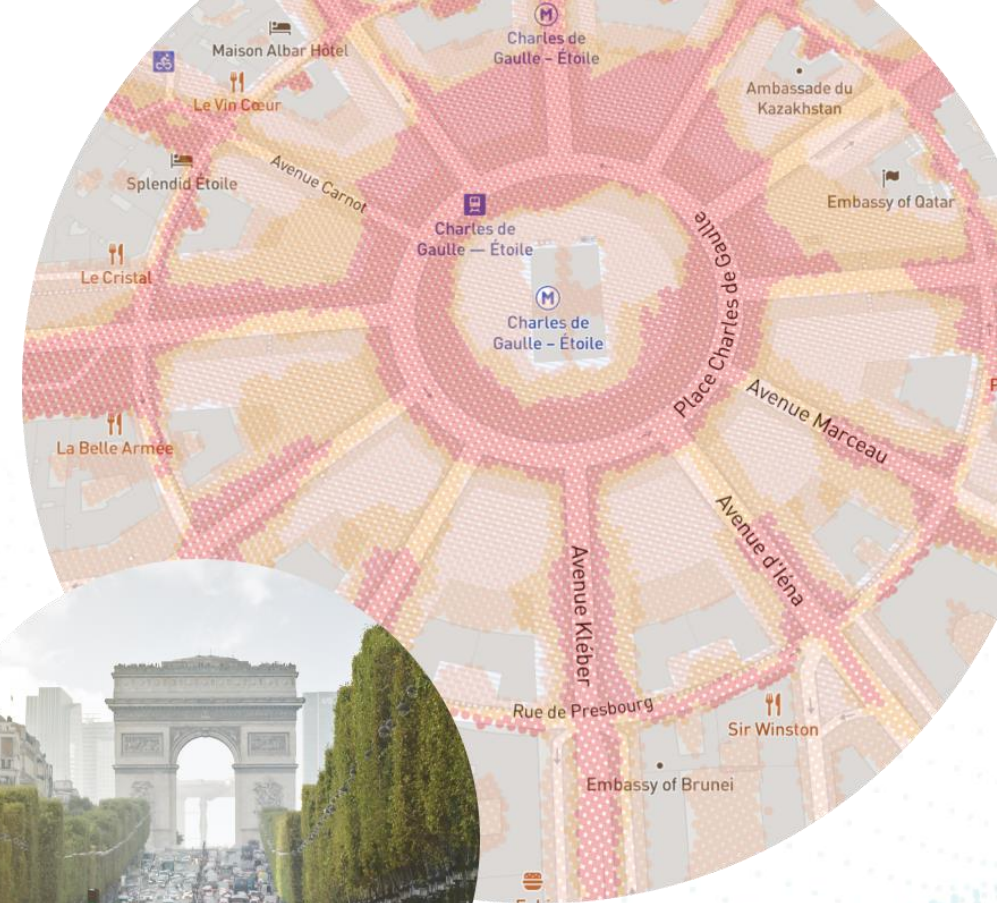 M
Charles de
Gaulle – Étoile
Maison Albar Hôtel
Le Vin Cœur
Ambassade du
Kazakhstan
Splendid Étoile
Avenue Carnot
Embassy of Qatar
Charles de
Gaulle — Étoile
Place Charles de Gaulle
Le Cristal
M
Charles de
Gaulle – Étoile
Avenue Marceau
La Belle Armée
Avenue d'Iéna
Avenue Kléber
Rue de Presbourg
Sir Winston
Embassy of Brunei